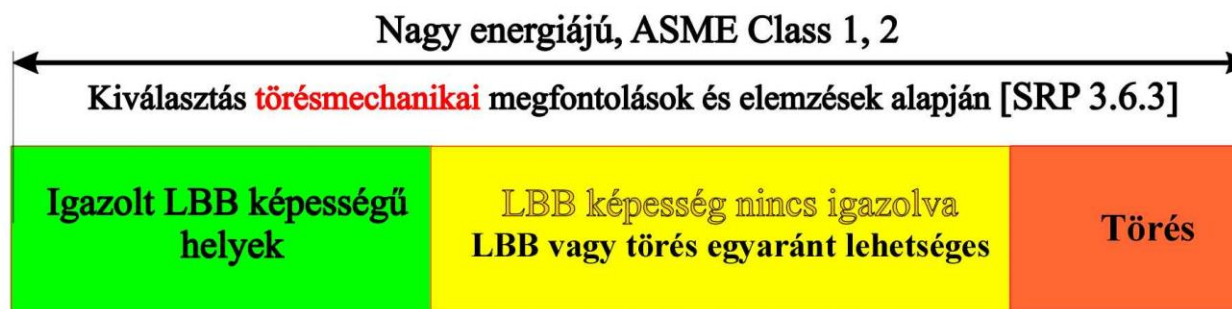 Nagy energiájú, ASME Class 1, 2
Kiválasztás törésmechanikai megfontolások és elemzések alapján [SRP 3.6.3]
Igazolt LBB képességű
helyek
LBB képesség nincs igazolva
LBB vagy törés egyaránt lehetséges
Törés